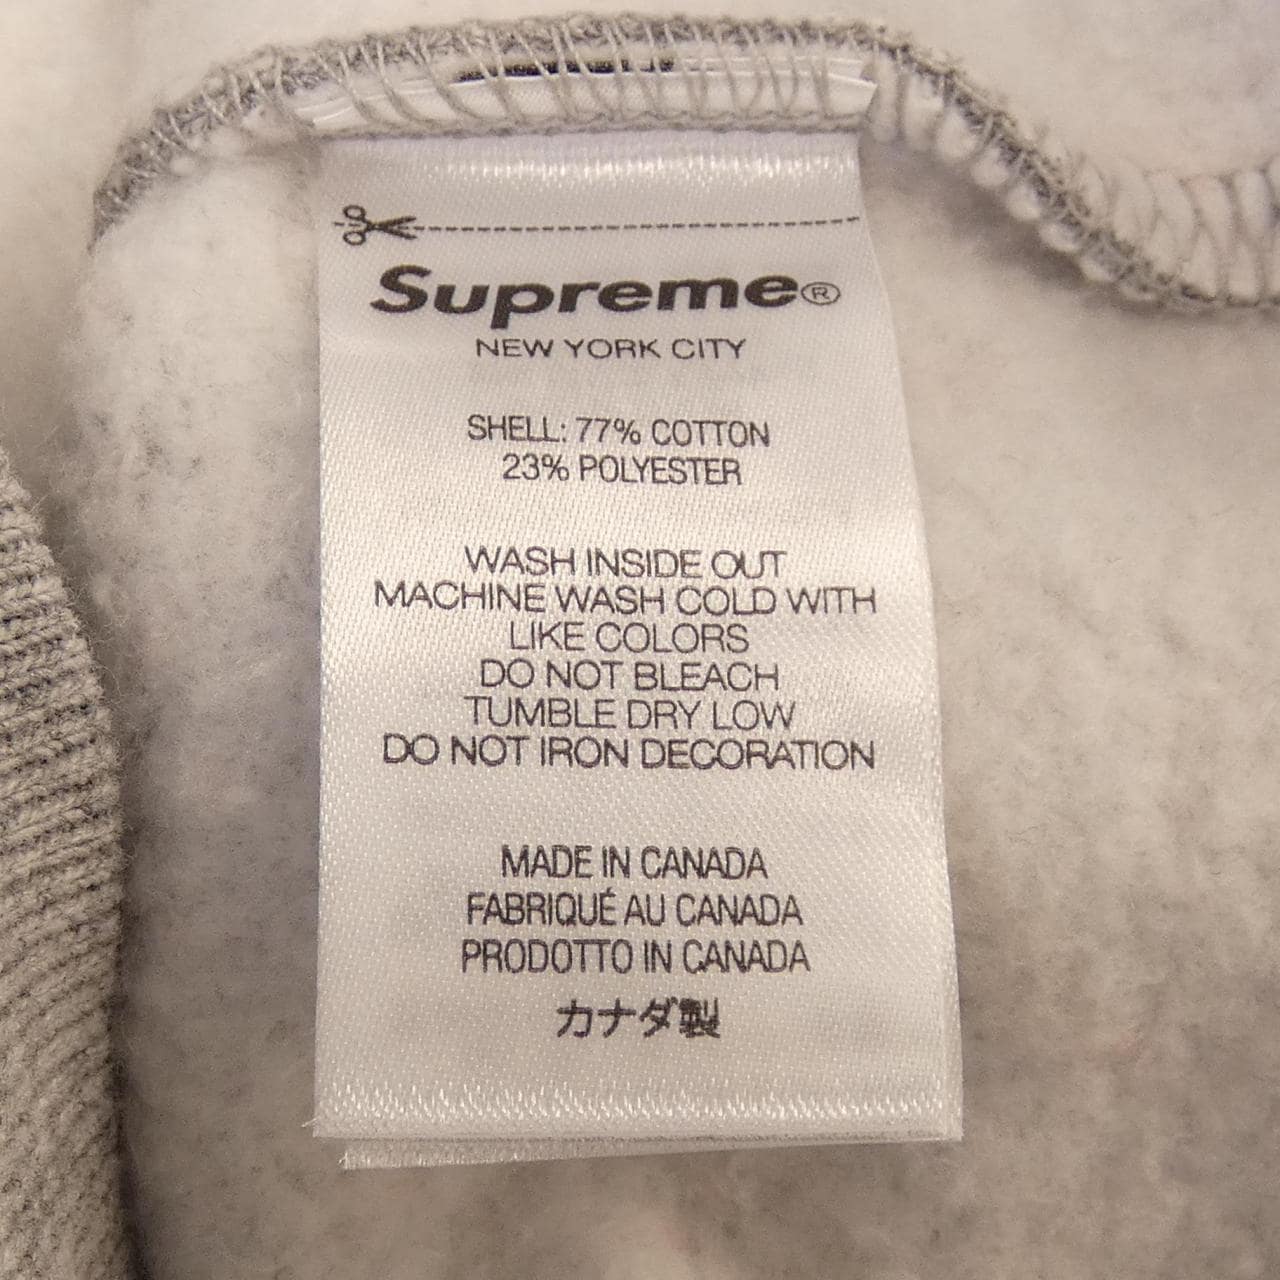 Supreme®
NEW YORK CITY
SHELL: 77% COTTON
23% POLYESTER
WASH INSIDE OUT
MACHINE WASH COLD WITH
LIKE COLORS
DO NOT BLEACH
TUMBLE DRY LOW
DO NOT IRON DECORATION
MADE IN CANADA
FABRIQUÉ AU CANADA
PRODOTTO IN CANADA
カナダ製